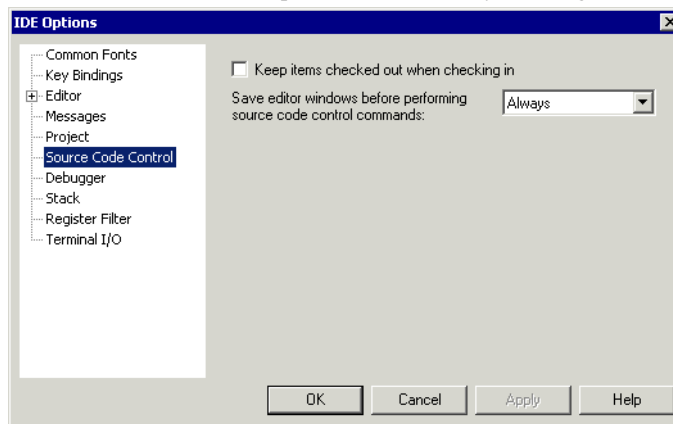 IDE Options
Common Fonts
Key Bindings
Editor
Messages
Project
Source Code Control
Debugger
Stack
Register Filter
Terminal I/O
Keep items checked out when checking in
Save editor windows before performing
source code control commands:
Always
OK
Cancel
Apply
Help